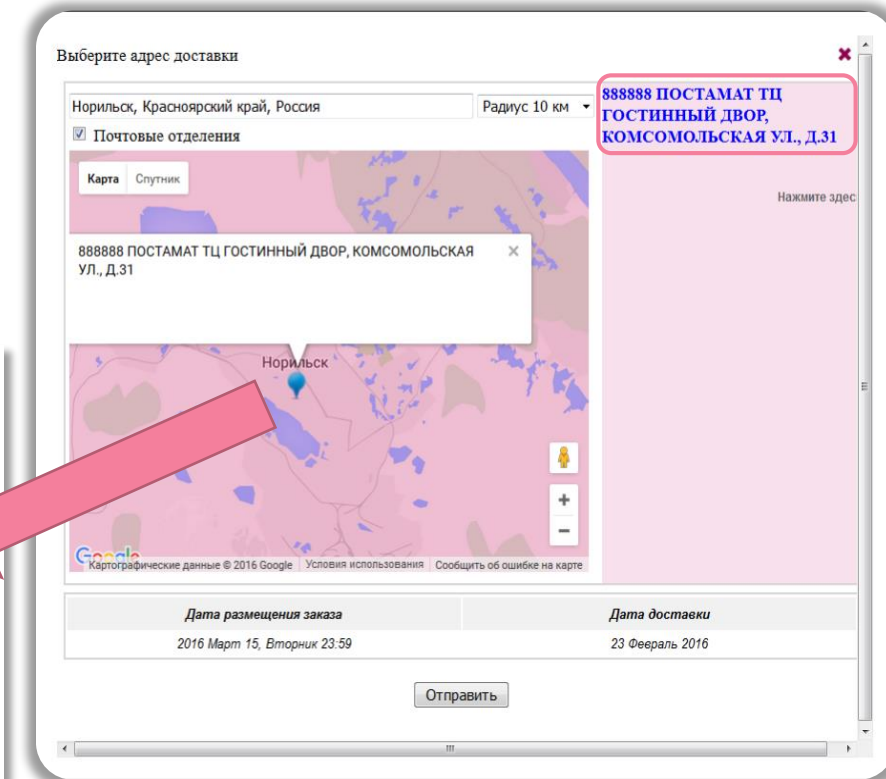 Выберите адрес доставки
Норильск, Красноярский край, Россия
Радиус 10 км
888888 ПОСТАМАТ ТЦ
ГОСТИННЫЙ ДВОР,
КОМСОМОЛЬСКАЯ УЛ., Д.31
Почтовые отделения
Карта Спутник
Нажмите здес
888888 ПОСТАМАТ ТЦ ГОСТИННЫЙ ДВОР, КОМСОМОЛЬСКАЯ
УЛ., Д.31
Норильск
Google
Картографические данные © 2016 Google Условия использования Сообщить об ошибке на карте
Дата размещения заказа Дата доставки
2016 Март 15, Вторник 23:59 23 Февраль 2016
Отправить